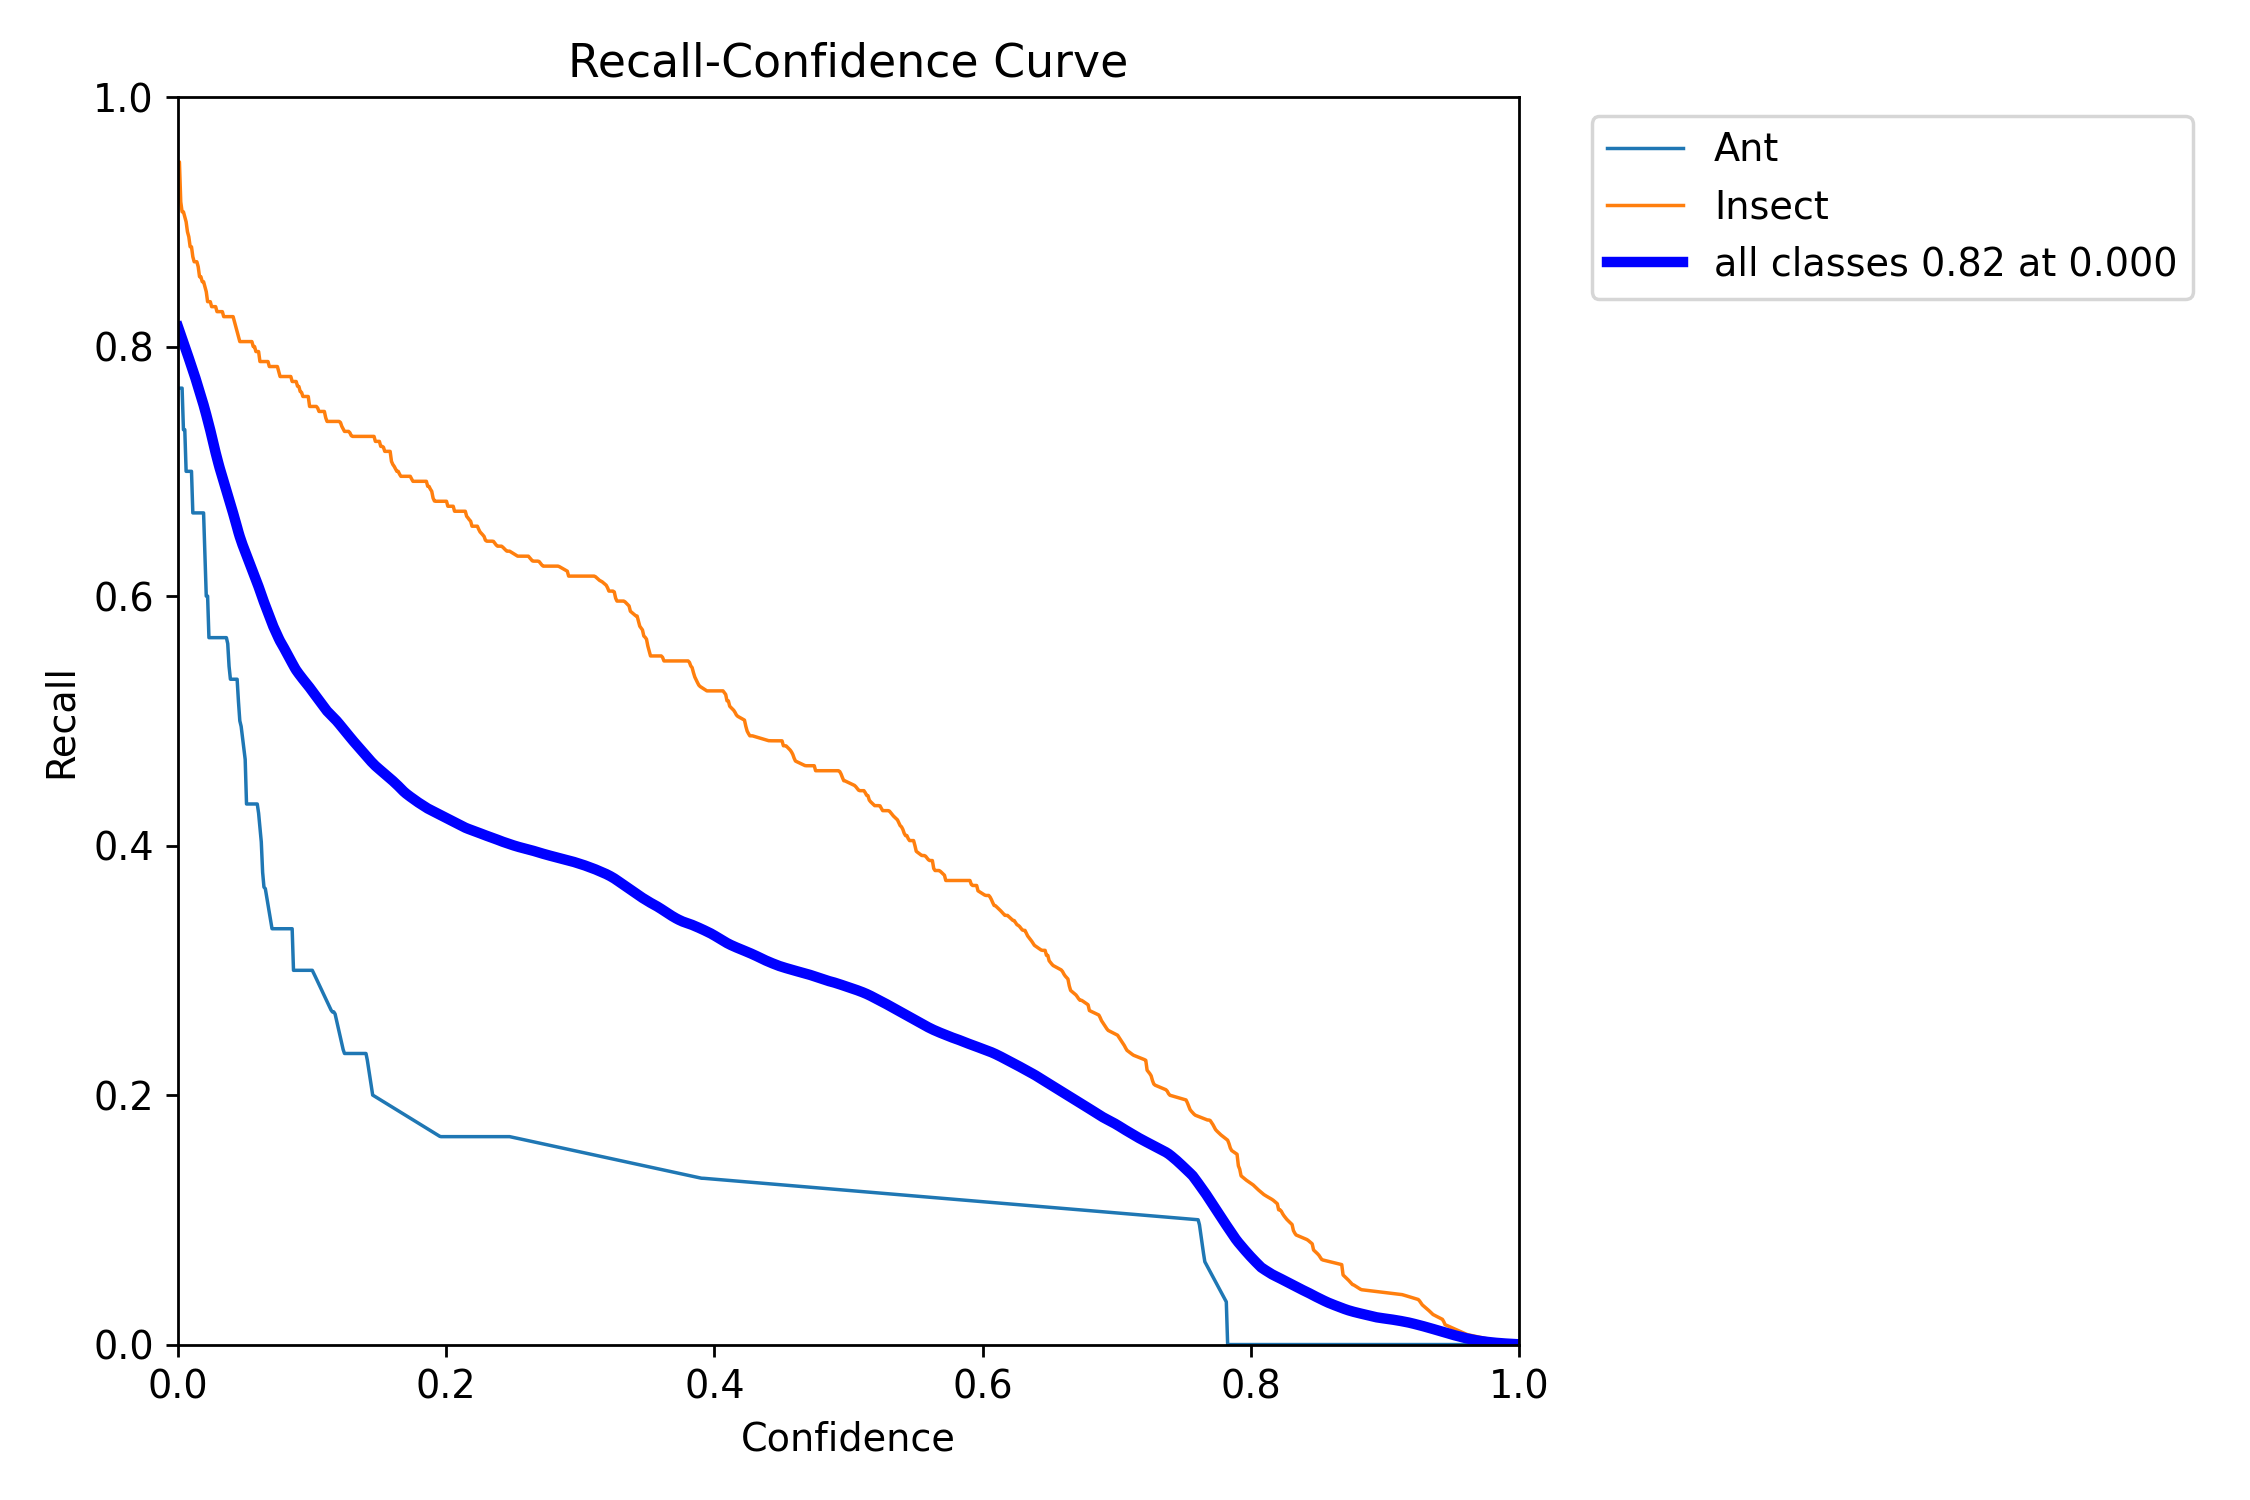 Recall-Confidence Curve
1.0
0.8
0.6
0.4
0.2
0.0
Recall
0.0 0.2 0.4 0.6 0.8 1.0
Confidence
Ant
Insect
all classes 0.82 at 0.000